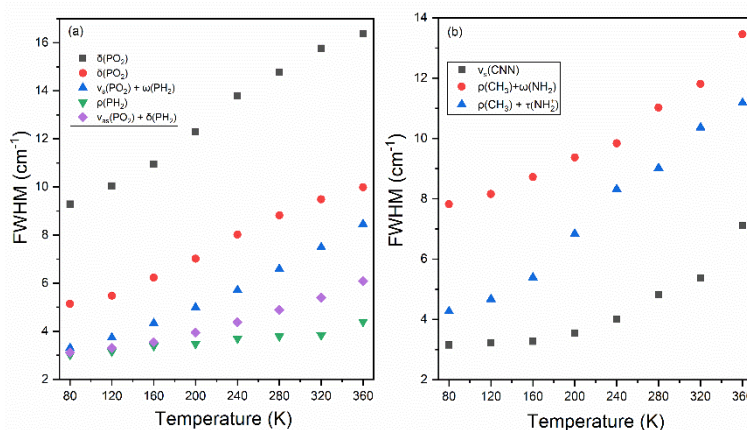 (a)
δ(PO₂)
δ(PO₂)
νₛ(PO₂) + ω(PH₂)
ρ(PH₂)
νₐₛ(PO₂) + δ(PH₂)
16
14
12
10
8
6
4
2
FWHM (cm⁻¹)
80 120 160 200 240 280 320 360
Temperature (K)
(b)
νₛ(CNN)
ρ(CH₃)+ω(NH₂)
ρ(CH₃) + τ(NH₂⁺)
14
12
10
8
6
4
2
FWHM (cm⁻¹)
80 120 160 200 240 280 320 360
Temperature (K)